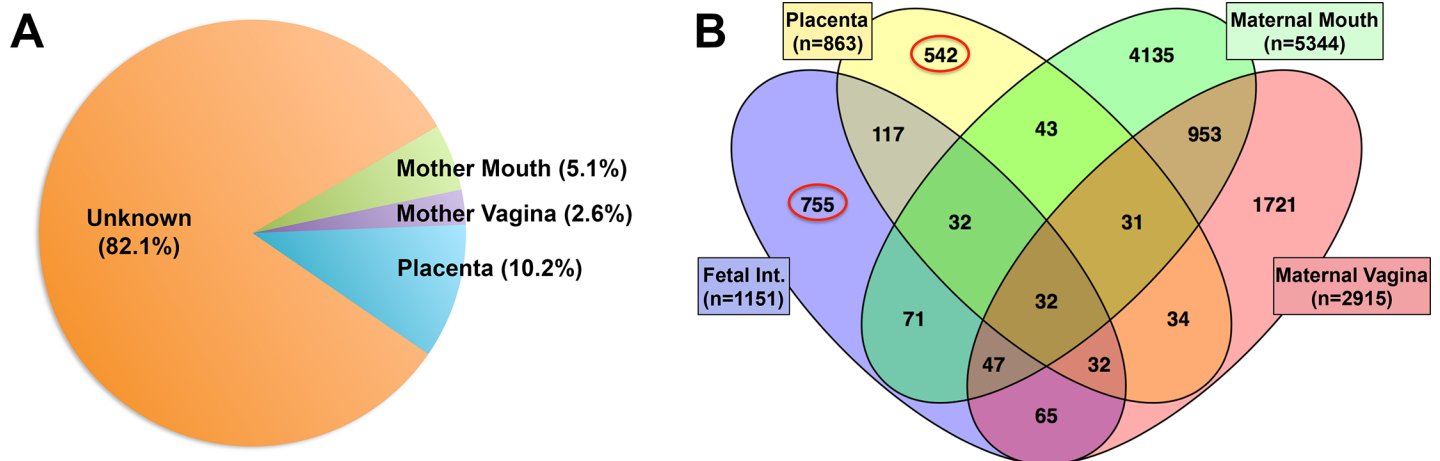 A
Unknown
(82.1%)
Mother Mouth (5.1%)
Mother Vagina (2.6%)
Placenta (10.2%)
B
Placenta
(n=863)
Maternal Mouth
(n=5344)
Fetal Int.
(n=1151)
Maternal Vagina
(n=2915)
542
4135
117
43
953
755
32
31
1721
71
32
34
47
32
65